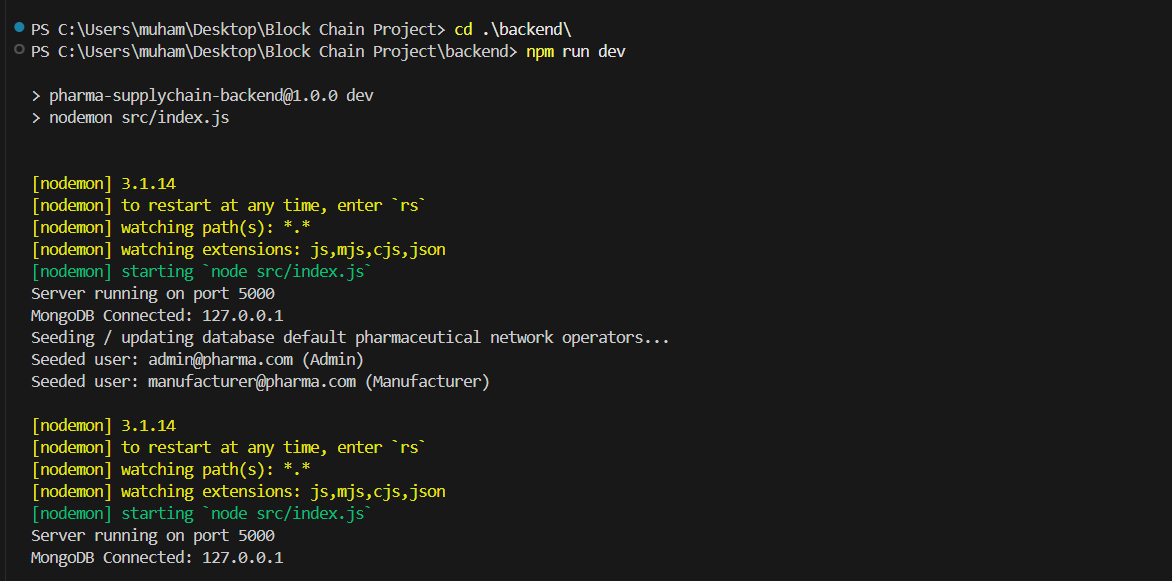 PS C:\Users\muham\Desktop\Block Chain Project> cd .\backend\
PS C:\Users\muham\Desktop\Block Chain Project\backend> npm run dev
> pharma-supplychain-backend@1.0.0 dev
> nodemon src/index.js
[nodemon] 3.1.14
[nodemon] to restart at any time, enter `rs`
[nodemon] watching path(s): *.*
[nodemon] watching extensions: js,mjs,cjs,json
[nodemon] starting `node src/index.js`
Server running on port 5000
MongoDB Connected: 127.0.0.1
Seeding / updating database default pharmaceutical network operators...
Seeded user: admin@pharma.com (Admin)
Seeded user: manufacturer@pharma.com (Manufacturer)
[nodemon] 3.1.14
[nodemon] to restart at any time, enter `rs`
[nodemon] watching path(s): *.*
[nodemon] watching extensions: js,mjs,cjs,json
[nodemon] starting `node src/index.js`
Server running on port 5000
MongoDB Connected: 127.0.0.1